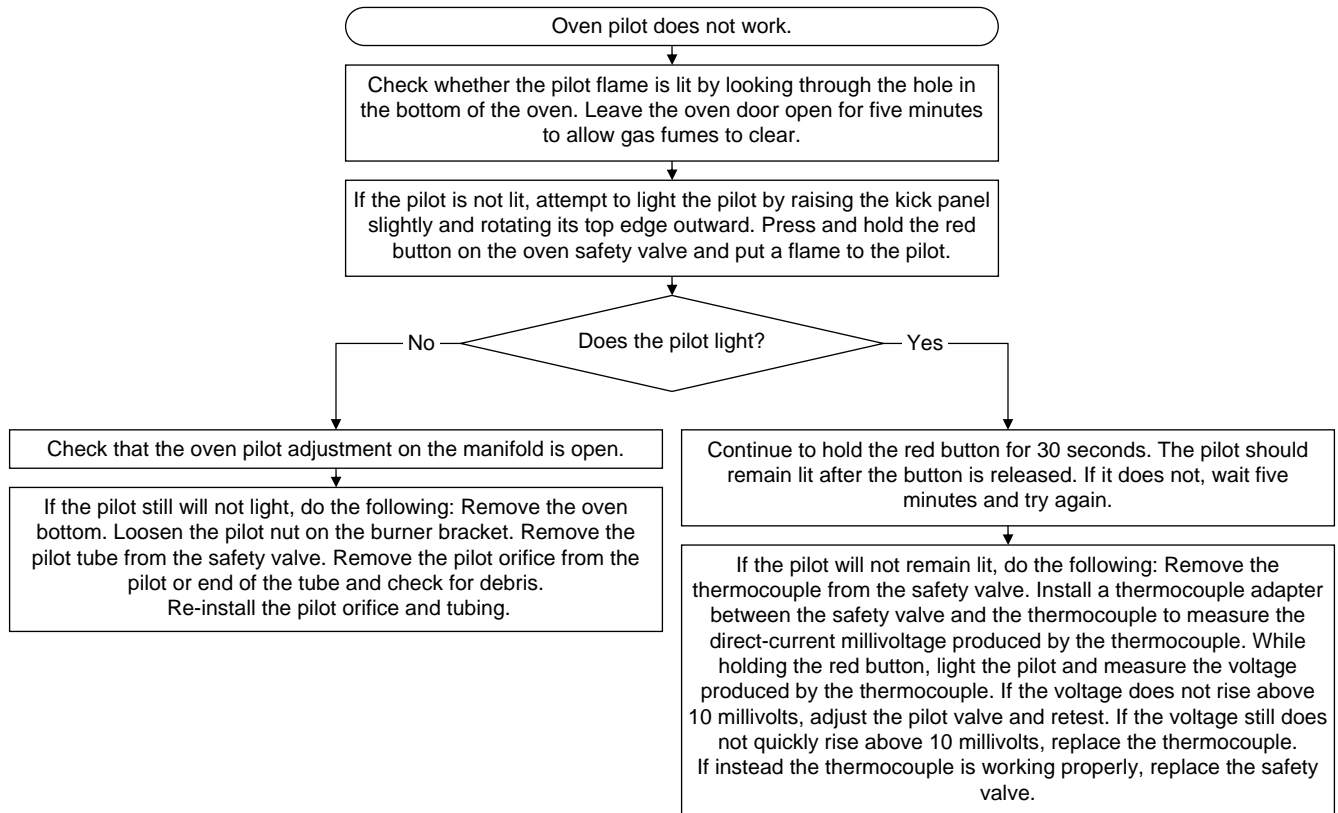 Oven pilot does not work.
Check whether the pilot flame is lit by looking through the hole in
the bottom of the oven. Leave the oven door open for five minutes
to allow gas fumes to clear.
If the pilot is not lit, attempt to light the pilot by raising the kick panel
slightly and rotating its top edge outward. Press and hold the red
button on the oven safety valve and put a flame to the pilot.
Does the pilot light?
No
Yes
Check that the oven pilot adjustment on the manifold is open.
If the pilot still will not light, do the following: Remove the oven
bottom. Loosen the pilot nut on the burner bracket. Remove the
pilot tube from the safety valve. Remove the pilot orifice from the
pilot or end of the tube and check for debris.
Re-install the pilot orifice and tubing.
Continue to hold the red button for 30 seconds. The pilot should
remain lit after the button is released. If it does not, wait five
minutes and try again.
If the pilot will not remain lit, do the following: Remove the
thermocouple from the safety valve. Install a thermocouple adapter
between the safety valve and the thermocouple to measure the
direct-current millivoltage produced by the thermocouple. While
holding the red button, light the pilot and measure the voltage
produced by the thermocouple. If the voltage does not rise above
10 millivolts, adjust the pilot valve and retest. If the voltage still does
not quickly rise above 10 millivolts, replace the thermocouple.
If instead the thermocouple is working properly, replace the safety
valve.